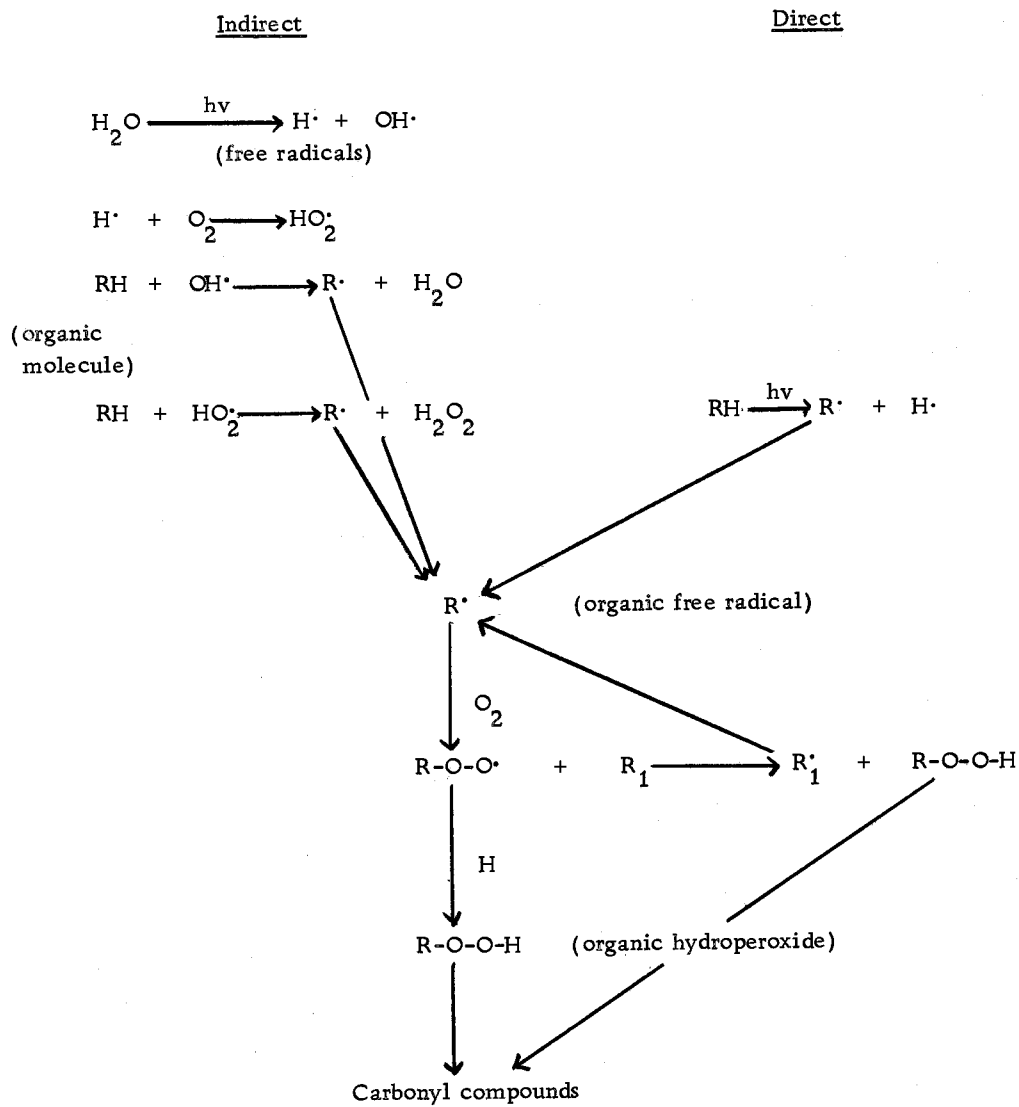 Indirect Direct
hv
H₂O → H· + OH·
(free radicals)
H· + O₂ → HO₂·
RH + OH· → R· + H₂O
(organic
molecule)
RH + HO₂· → R· + H₂O₂
hv
RH → R· + H·
R· (organic free radical)
O₂
R-O-O· + R₁ → R₁· + R-O-O-H
H
R-O-O-H (organic hydroperoxide)
Carbonyl compounds